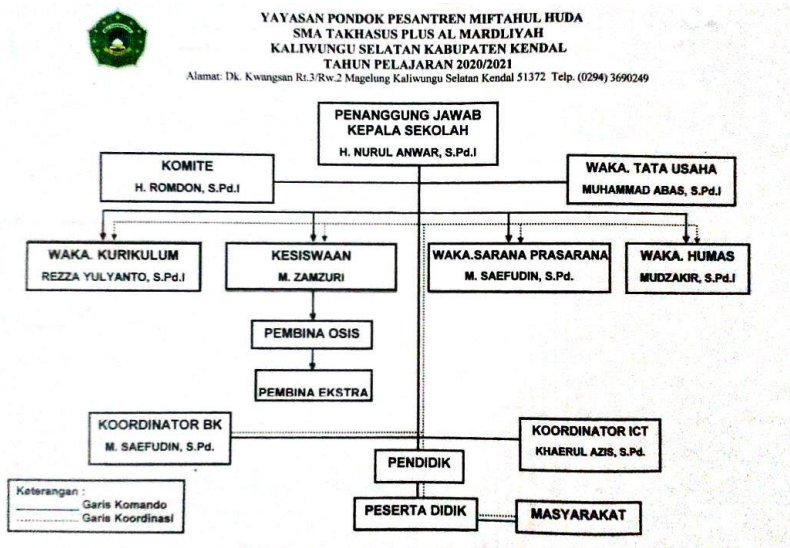 YAYASAN PONDOK PESANTREN MIFTAHUL HUDA
SMA TAKHASUS PLUS AL MARDLIYAH
KALIWUNGU SELATAN KABUPATEN KENDAL
TAHUN PELAJARAN 2020/2021
Alamat: Dk. Kwangsan Rt.3/Rw.2 Magelung Kaliwungu Selatan Kendal 51372 Telp. (0294) 3690249
PENANGGUNG JAWAB
KEPALA SEKOLAH
H. NURUL ANWAR, S.Pd.I
KOMITE
H. ROMDON, S.Pd.I
WAKA. TATA USAHA
MUHAMMAD ABAS, S.Pd.I
WAKA. KURIKULUM
REZZA YULYANTO, S.Pd.I
KESISWAAN
M. ZAMZURI
WAKA.SARANA PRASARANA
M. SAEFUDIN, S.Pd.
WAKA. HUMAS
MUDZAKIR, S.Pd.I
PEMBINA OSIS
PEMBINA EKSTRA
KOORDINATOR BK
M. SAEFUDIN, S.Pd.
KOORDINATOR ICT
KHAERUL AZIS, S.Pd.
PENDIDIK
PESERTA DIDIK
MASYARAKAT
Keterangan :
Garis Komando
Garis Koordinasi